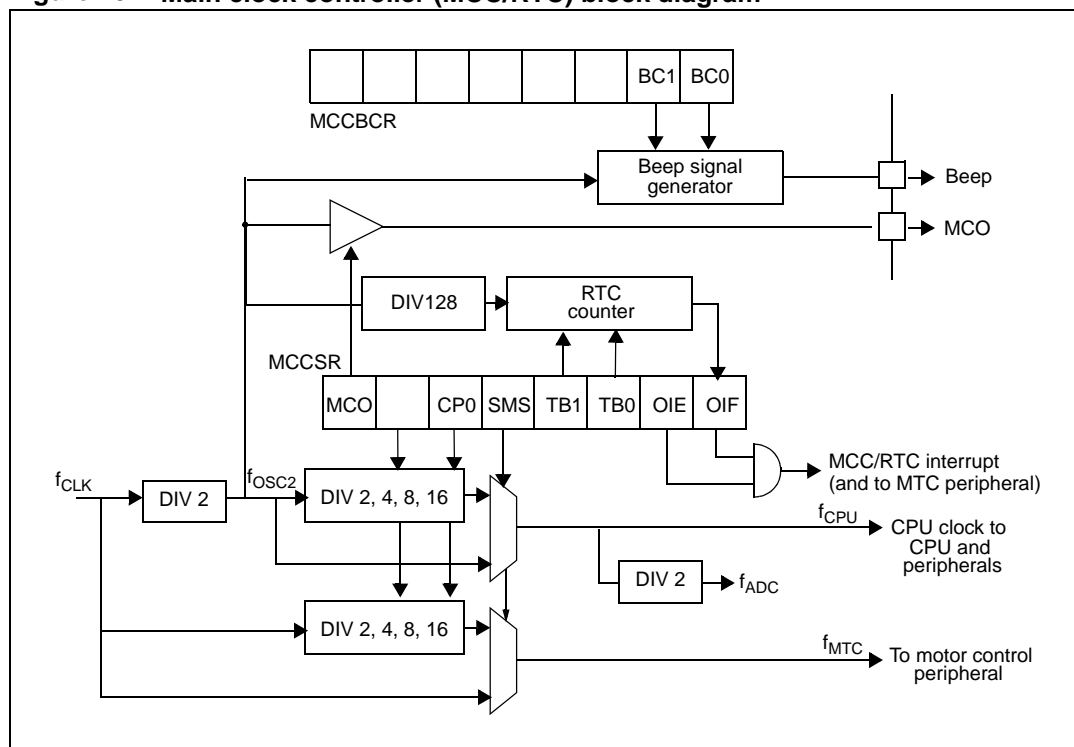 Main clock controller (MCC/RTC) block diagram
BC1 BC0
MCCBCR
Beep signal
generator
Beep
MCO
DIV128
RTC
counter
MCCSR
MCO CP0 SMS TB1 TB0 OIE OIF
MCC/RTC interrupt
(and to MTC peripheral)
fCLK
DIV 2
fOSC2
DIV 2, 4, 8, 16
fCPU
CPU clock to
CPU and
peripherals
DIV 2
fADC
DIV 2, 4, 8, 16
fMTC
To motor control
peripheral